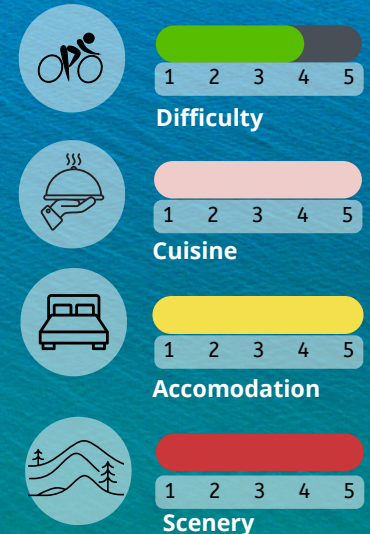 1 2 3 4 5
Difficulty
1 2 3 4 5
Cuisine
1 2 3 4 5
Accomodation
1 2 3 4 5
Scenery